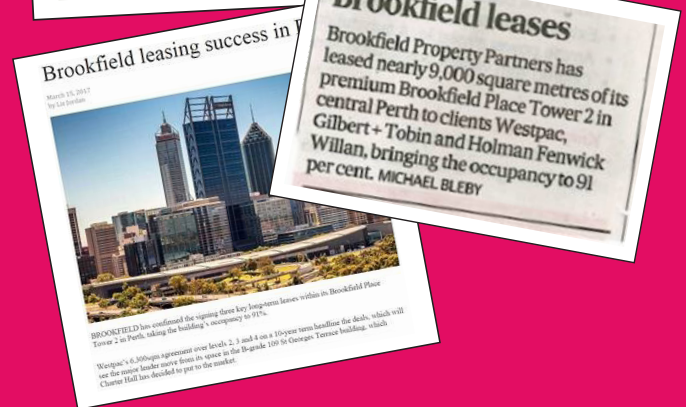 Brookfield leasing success in
March 15, 2017
by Liz Jordan
BROOKFIELD has confirmed the signing three key long-term leases within its Brookfield Place
Tower 2 in Perth, taking the building's occupancy to 91%.
Westpac's 6,300sqm agreement over levels 2, 3 and 4 on a 10-year term headline the deals, which will
see the major lender move from its space in the B-grade 109 St Georges Terrace building, which
Charter Hall has decided to put to the market.
Brookfield leases
Brookfield Property Partners has
leased nearly 9,000 square metres of its
premium Brookfield Place Tower 2 in
central Perth to clients Westpac,
Gilbert + Tobin and Holman Fenwick
Willan, bringing the occupancy to 91
per cent. MICHAEL BLEBY